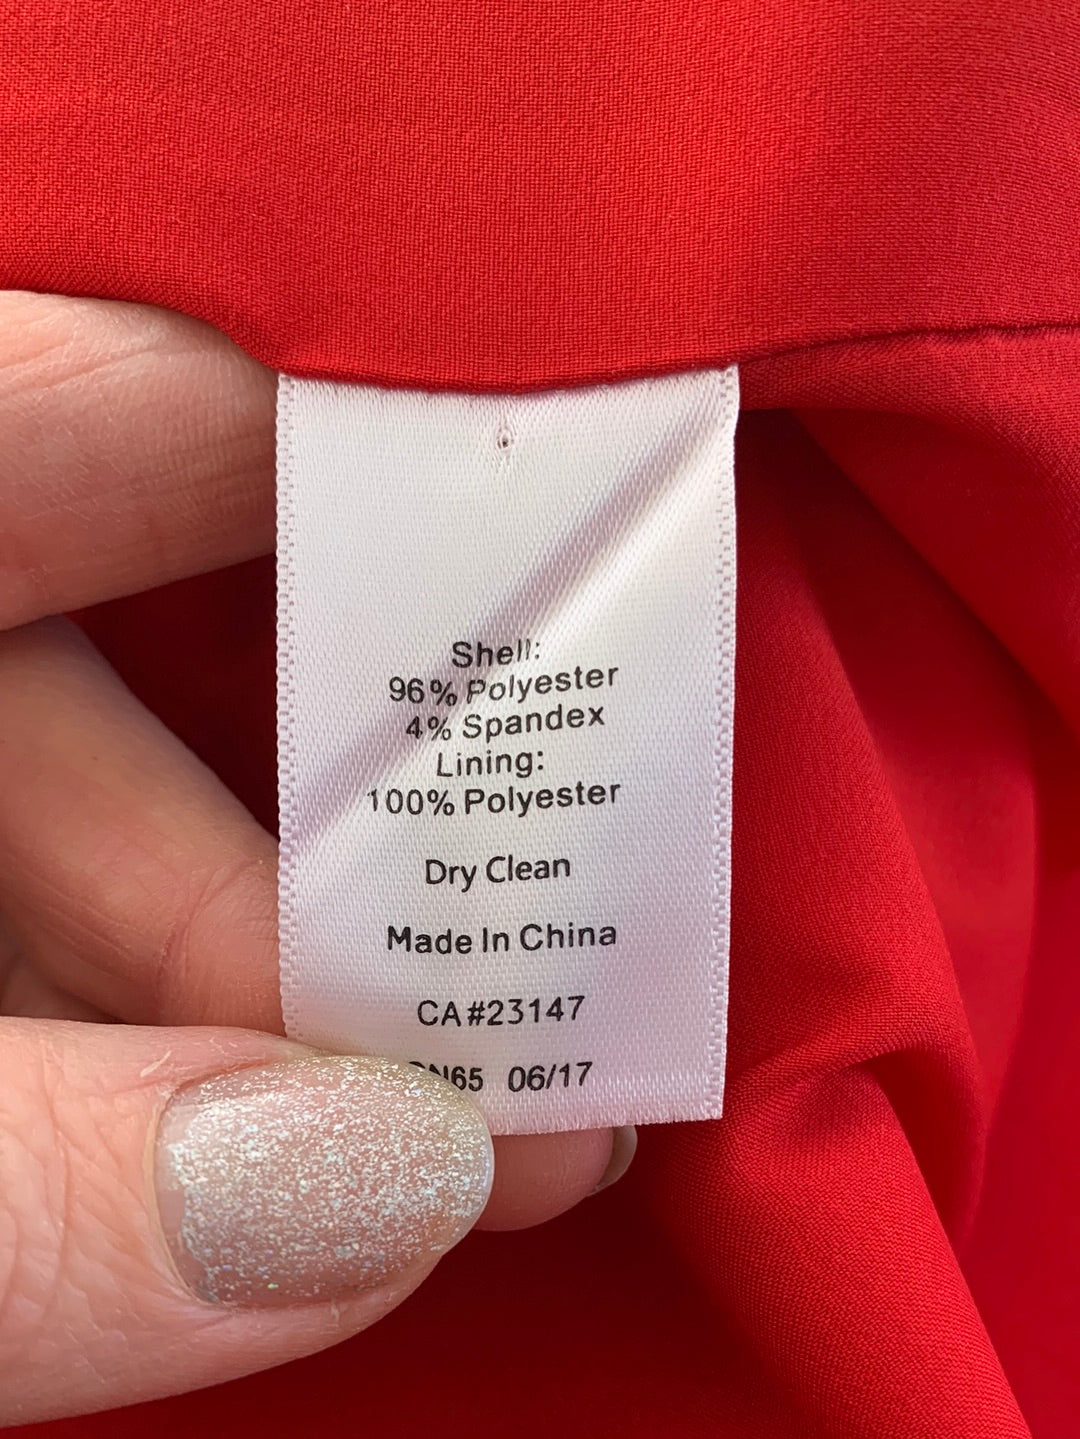 Shell:
96% Polyester
4% Spandex
Lining:
100% Polyester
Dry Clean
Made In China
CA#23147
06/17